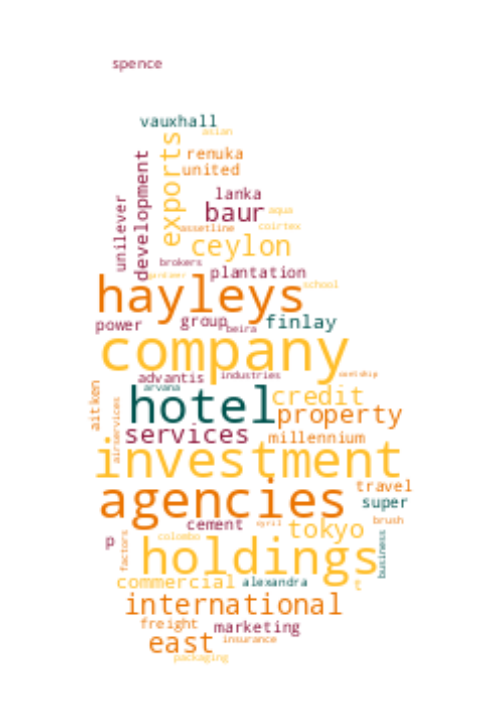 spence
vauxhall
asian
exports
renuka
development
united
lanka
unilever
baur
aqua
assetline
coirtex
ceylon
brokers
plantation
gardiner
hayleys
school
power
group
beira
finlay
company
advantis
industries
arvana
aitken
hotel
credit
airservices
property
services
millennium
investment
agencies
travel
super
cement
april
tokyo
brush
p
factors
colombo
business
holdings
commercial
alexandra
t
international
freight
marketing
east
insurance
packaging